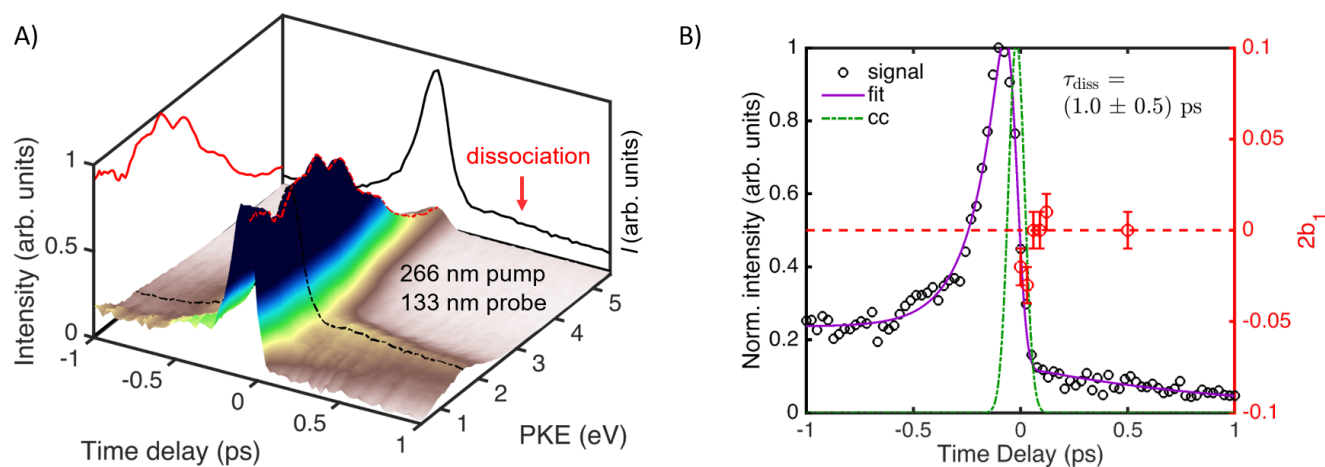 A)
Intensity (arb. units)
1
0.5
0
-1
-0.5
0
0.5
1
Time delay (ps)
1
2
3
4
5
PKE (eV)
I (arb. units)
dissociation
266 nm pump
133 nm probe
B)
Norm. intensity (arb. units)
1
0.8
0.6
0.4
0.2
0
signal
fit
cc
τdiss =
(1.0 ± 0.5) ps
-1
-0.5
0
0.5
1
Time Delay (ps)
0.1
0.05
0
-0.05
-0.1
2b1